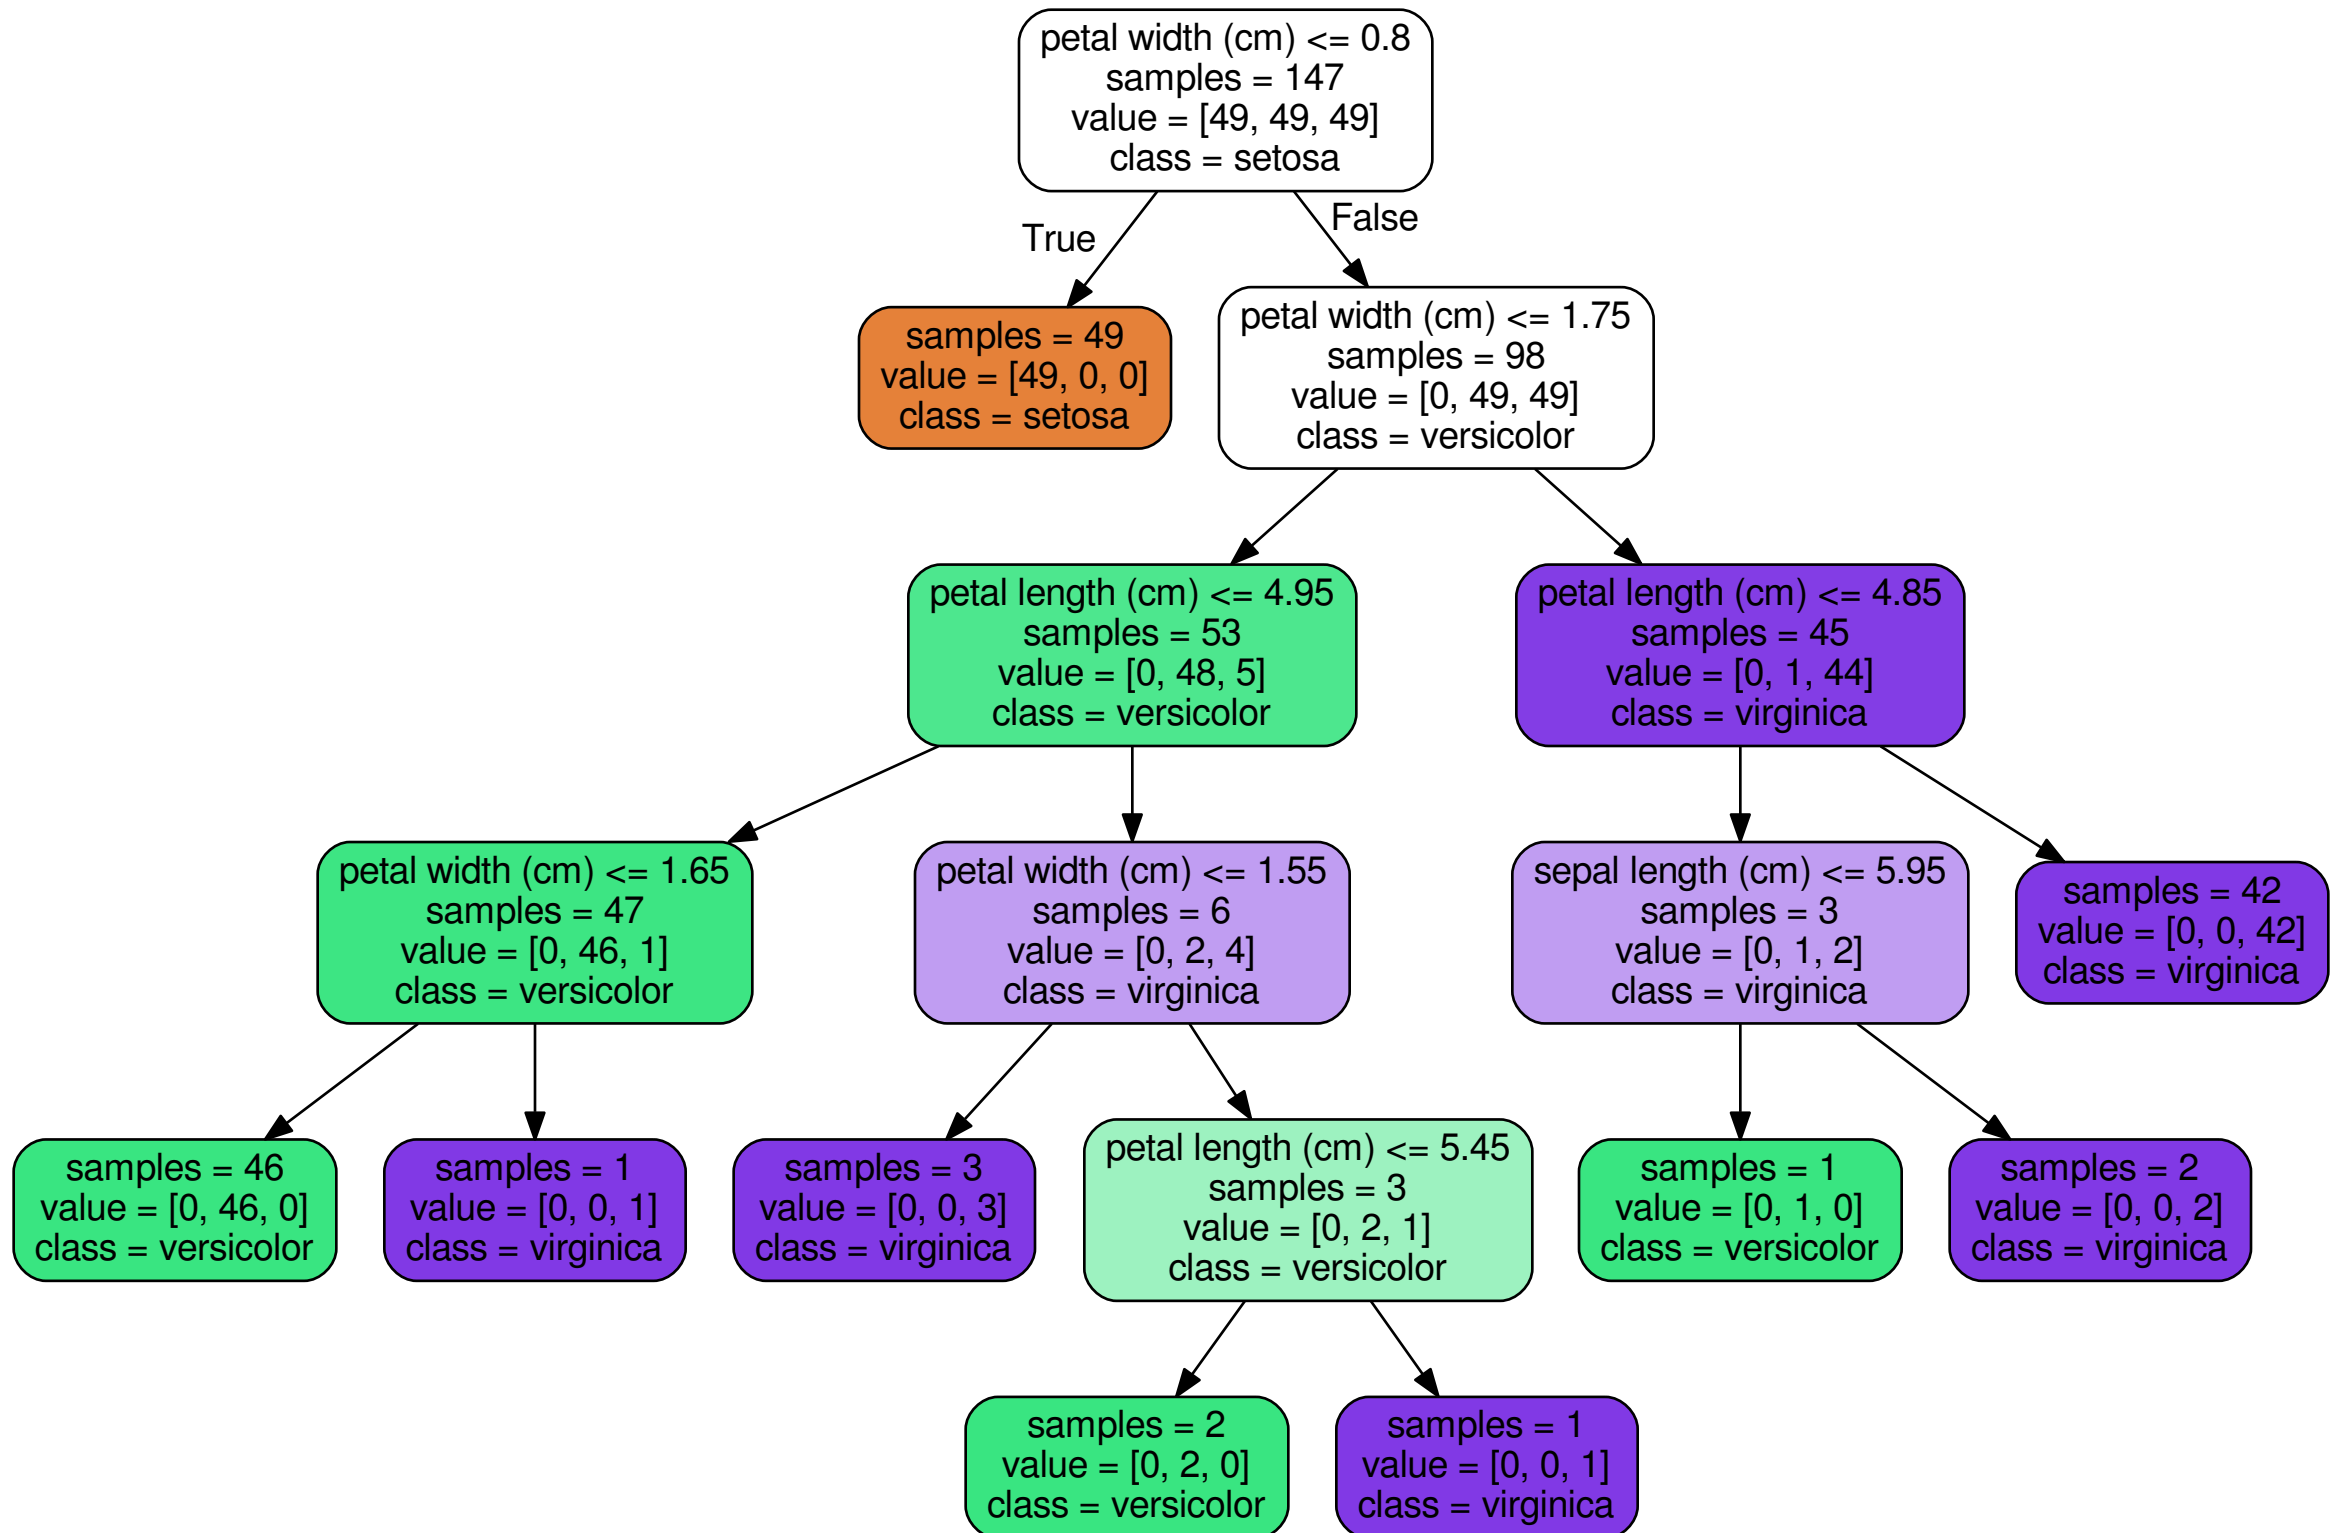 petal width (cm) <= 0.8
samples = 147
value = [49, 49, 49]
class = setosa
True
False
samples = 49
value = [49, 0, 0]
class = setosa
petal width (cm) <= 1.75
samples = 98
value = [0, 49, 49]
class = versicolor
petal length (cm) <= 4.95
samples = 53
value = [0, 48, 5]
class = versicolor
petal length (cm) <= 4.85
samples = 45
value = [0, 1, 44]
class = virginica
petal width (cm) <= 1.65
samples = 47
value = [0, 46, 1]
class = versicolor
petal width (cm) <= 1.55
samples = 6
value = [0, 2, 4]
class = virginica
sepal length (cm) <= 5.95
samples = 3
value = [0, 1, 2]
class = virginica
samples = 42
value = [0, 0, 42]
class = virginica
samples = 46
value = [0, 46, 0]
class = versicolor
samples = 1
value = [0, 0, 1]
class = virginica
samples = 3
value = [0, 0, 3]
class = virginica
petal length (cm) <= 5.45
samples = 3
value = [0, 2, 1]
class = versicolor
samples = 1
value = [0, 1, 0]
class = versicolor
samples = 2
value = [0, 0, 2]
class = virginica
samples = 2
value = [0, 2, 0]
class = versicolor
samples = 1
value = [0, 0, 1]
class = virginica